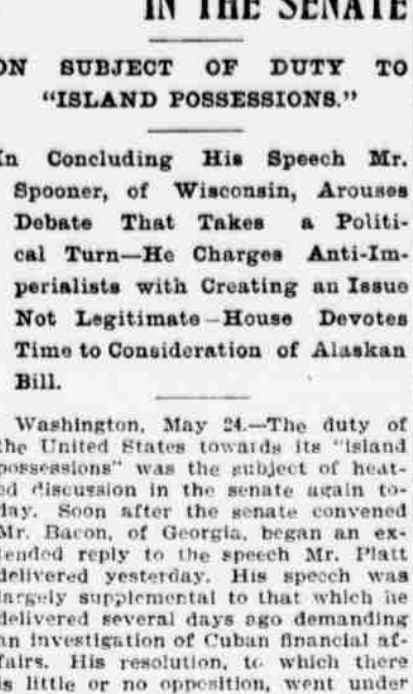 IN THE SENATE
ON SUBJECT OF DUTY TO
"ISLAND POSSESSIONS."
In Concluding His Speech Mr.
Spooner, of Wisconsin, Arouses
Debate That Takes a Politi-
cal Turn—He Charges Anti-Im-
perialists with Creating an Issue
Not Legitimate—House Devotes
Time to Consideration of Alaskan
Bill.
Washington, May 24.—The duty of
the United States towards its "island
possessions" was the subject of heat-
ed discussion in the senate again to-
day. Soon after the senate convened
Mr. Bacon, of Georgia, began an ex-
tended reply to the speech Mr. Platt
delivered yesterday. His speech was
largely supplemental to that which he
delivered several days ago demanding
an investigation of Cuban financial af-
fairs. His resolution, to which there
is little or no opposition, went under